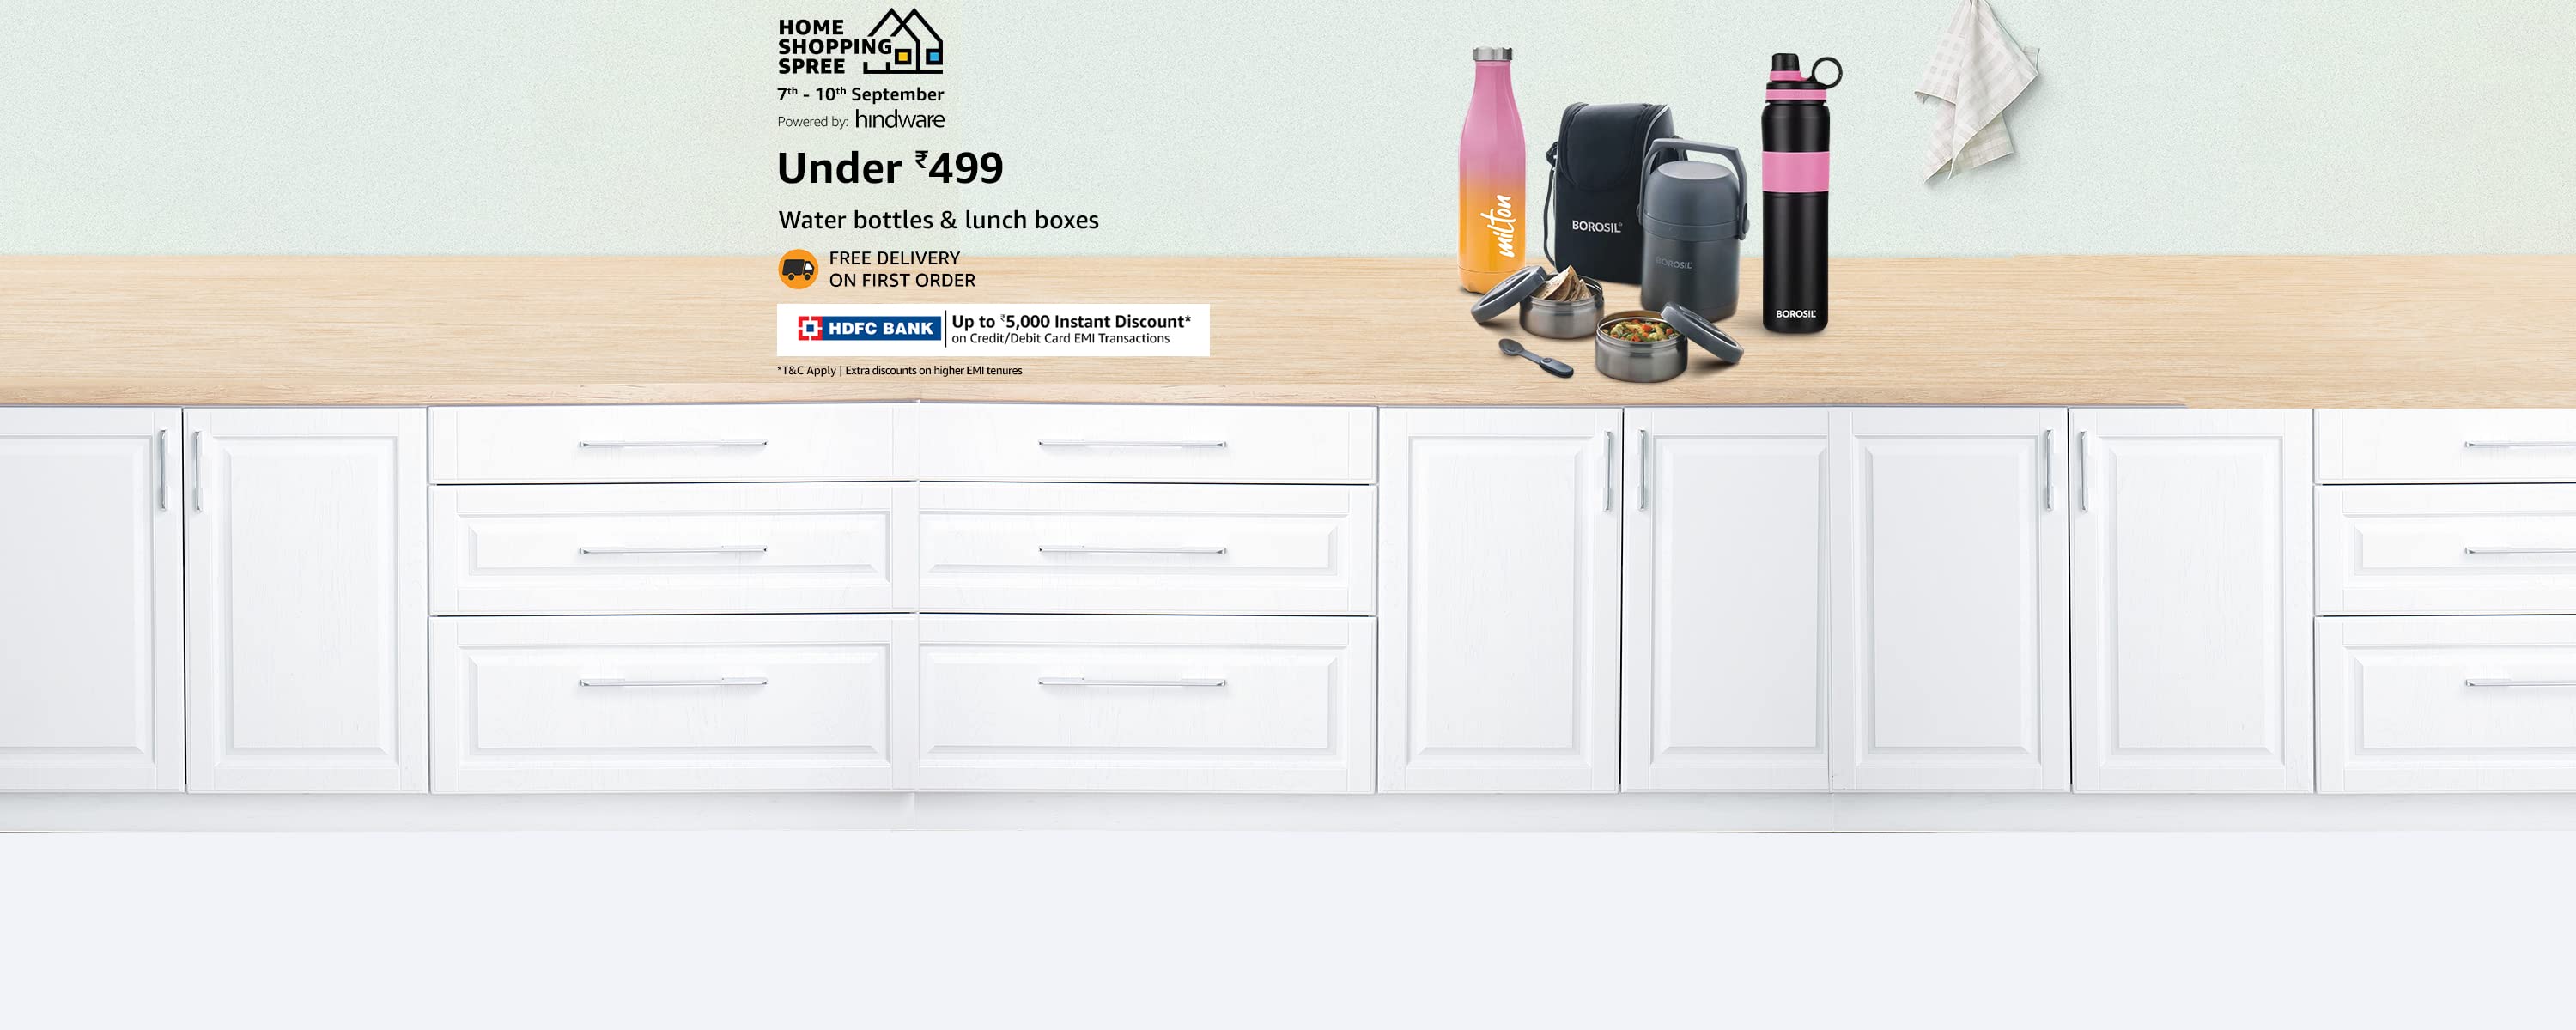 HOME
SHOPPING
SPREE
7th - 10th September
Powered by: hindware
Under ₹499
Water bottles & lunch boxes
FREE DELIVERY
ON FIRST ORDER
HDFC BANK
Up to ₹5,000 Instant Discount*
on Credit/Debit Card EMI Transactions
*T&C Apply | Extra discounts on higher EMI tenures
milton
BOROSIL®
BOROSIL®
BOROSIL®